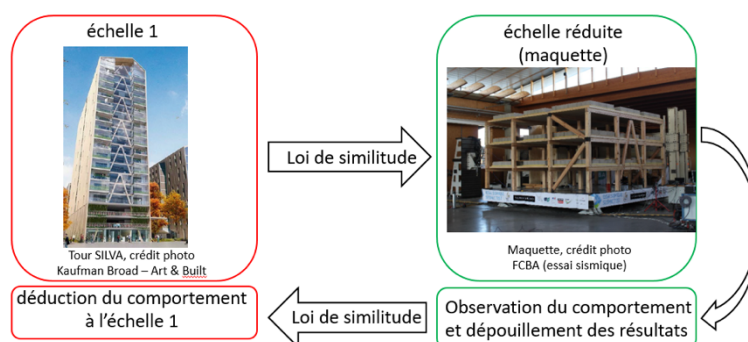 échelle 1
Tour SILVA, crédit photo
Kaufman Broad – Art & Built
Loi de similitude
échelle réduite
(maquette)
Maquette, crédit photo
FCBA (essai sismique)
Observation du comportement
et dépouillement des résultats
Loi de similitude
déduction du comportement
à l’échelle 1